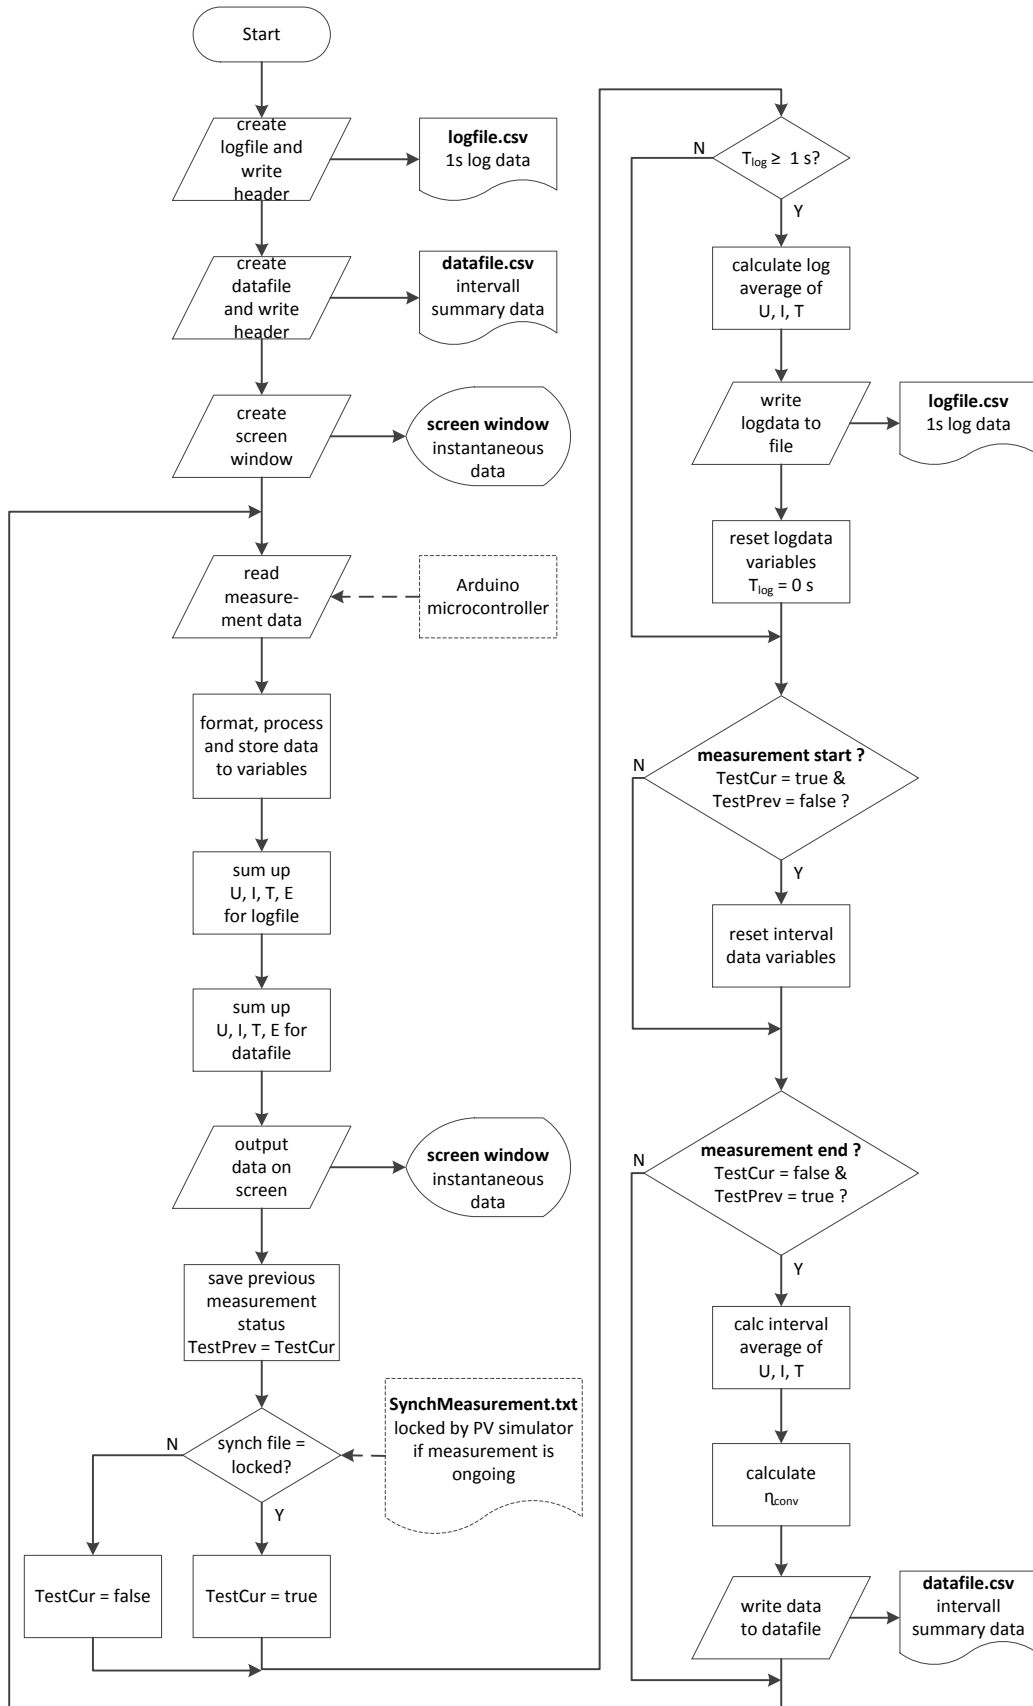 Start
create
logfile and
write
header
logfile.csv
1s log data
create
datafile
and write
header
datafile.csv
intervall
summary data
create
screen
window
screen window
instantaneous
data
read
measure-
ment data
Arduino
microcontroller
format, process
and store data
to variables
sum up
U, I, T, E
for logfile
sum up
U, I, T, E for
datafile
output
data on
screen
screen window
instantaneous
data
save previous
measurement
status
TestPrev = TestCur
synch file =
locked?
N
Y
SynchMeasurement.txt
locked by PV simulator
if measurement is
ongoing
TestCur = false
TestCur = true
Tlog ≥ 1 s?
N
Y
calculate log
average of
U, I, T
write
logdata to
file
logfile.csv
1s log data
reset logdata
variables
Tlog = 0 s
measurement start ?
TestCur = true &
TestPrev = false ?
N
Y
reset interval
data variables
measurement end ?
TestCur = false &
TestPrev = true ?
N
Y
calc interval
average of
U, I, T
calculate
ηconv
write data
to datafile
datafile.csv
intervall
summary data